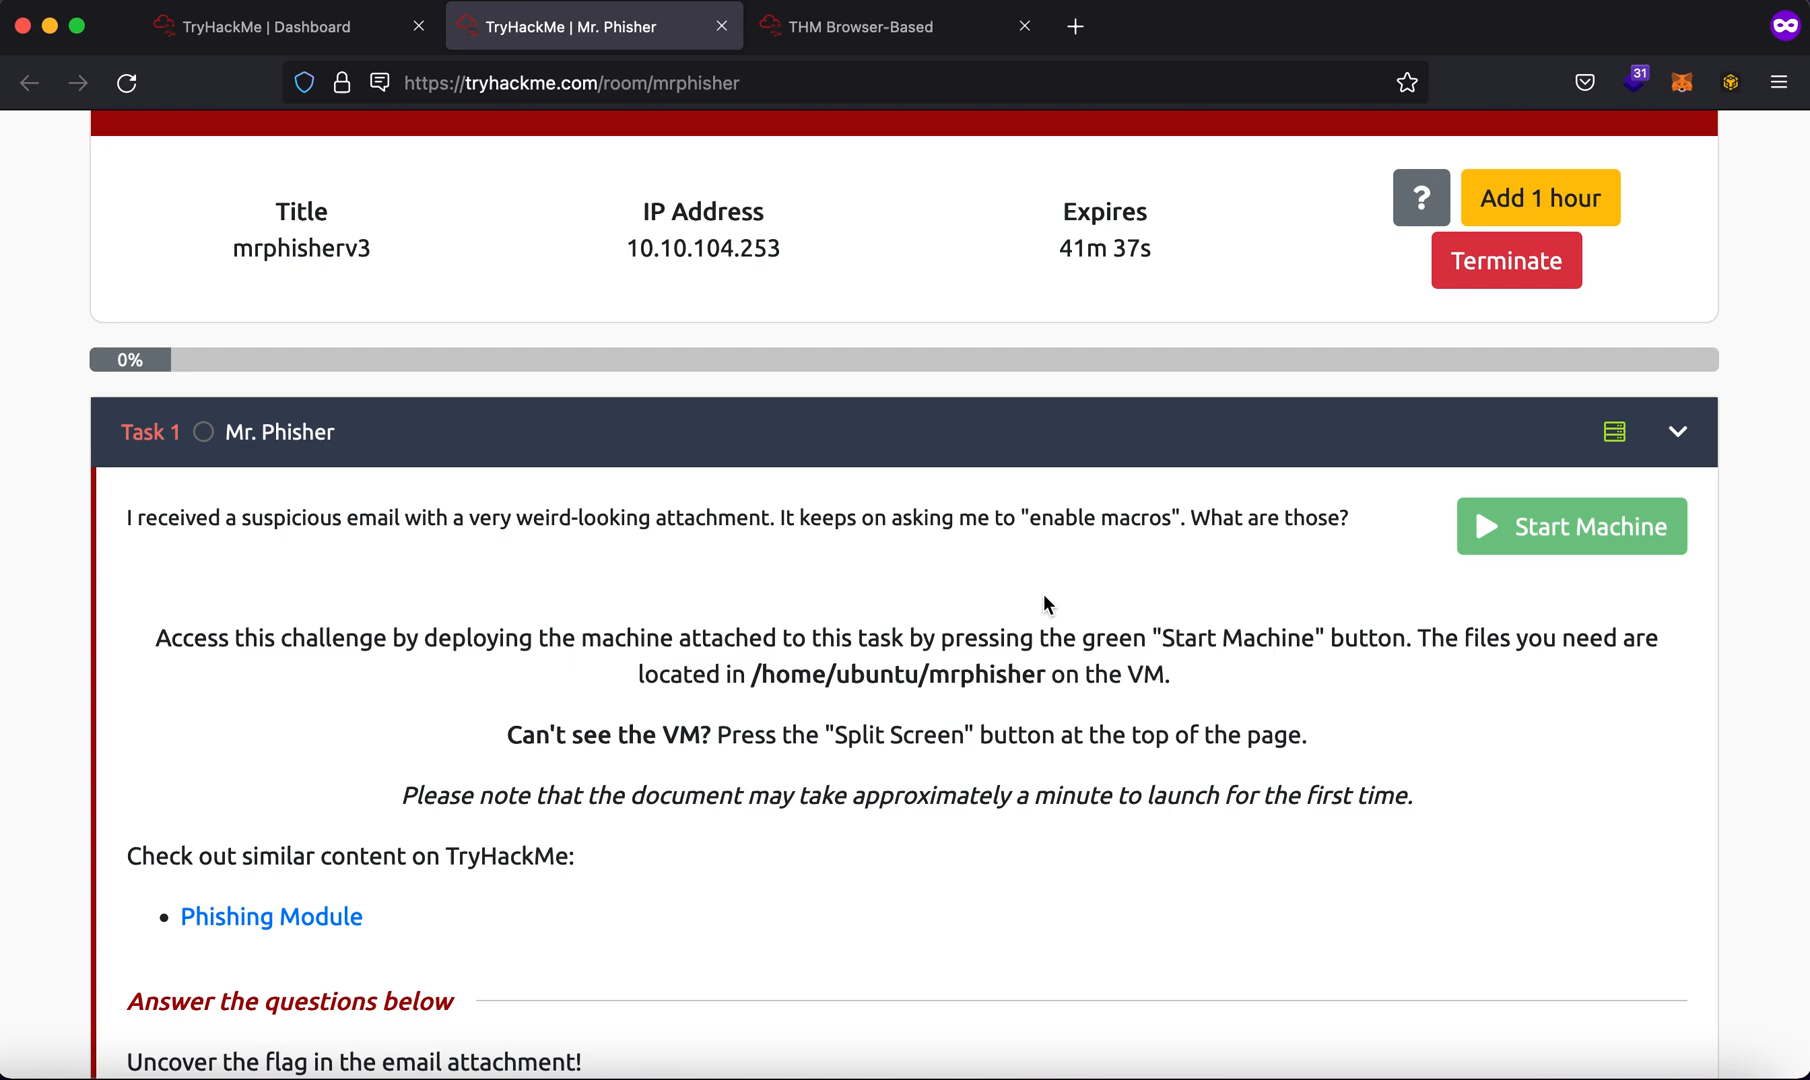 TryHackMe | Dashboard
TryHackMe | Mr. Phisher
THM Browser-Based
https://tryhackme.com/room/mrphisher
31
Title
IP Address
Expires
? Add 1 hour
mrphisherv3
10.10.104.253
41m 37s
Terminate
0%
Task 1 Mr. Phisher
I received a suspicious email with a very weird-looking attachment. It keeps on asking me to "enable macros". What are those?
Start Machine
Access this challenge by deploying the machine attached to this task by pressing the green "Start Machine" button. The files you need are
located in /home/ubuntu/mrphisher on the VM.
Can't see the VM? Press the "Split Screen" button at the top of the page.
Please note that the document may take approximately a minute to launch for the first time.
Check out similar content on TryHackMe:
Phishing Module
Answer the questions below
Uncover the flag in the email attachment!